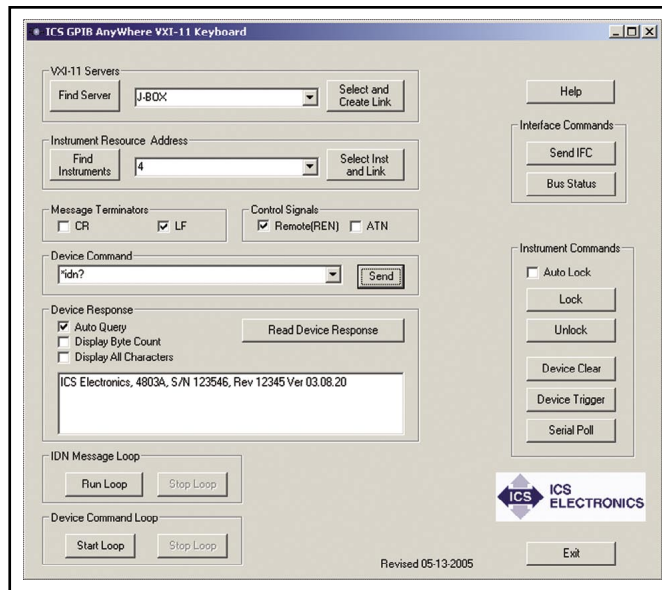 ICS GPIB AnyWhere VXI-11 Keyboard
VXI-11 Servers
Find Server
J-BOX
Select and
Create Link
Help
Instrument Resource Address
Find
Instruments
4
Select Inst
and Link
Interface Commands
Send IFC
Bus Status
Message Terminators
CR
LF
Control Signals
Remote(REN)
ATN
Device Command
*idn?
Send
Device Response
Auto Query
Display Byte Count
Display All Characters
Read Device Response
ICS Electronics, 4803A, S/N 123546, Rev 12345 Ver 03.08.20
Instrument Commands
Auto Lock
Lock
Unlock
Device Clear
Device Trigger
Serial Poll
IDN Message Loop
Run Loop
Stop Loop
Device Command Loop
Start Loop
Stop Loop
ICS
ICS
ELECTRONICS
Revised 05-13-2005
Exit